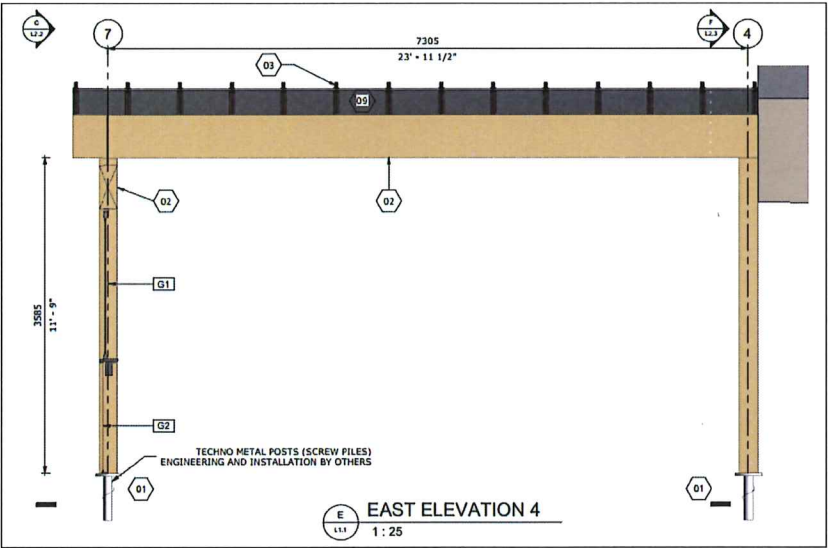 G
L2.2
7
7305
23' - 11 1/2"
F
L2.3
4
03
09
02
02
G1
3585
11' - 9"
G2
TECHNO METAL POSTS (SCREW PILES)
ENGINEERING AND INSTALLATION BY OTHERS
01
01
E
L1.1
EAST ELEVATION 4
1 : 25